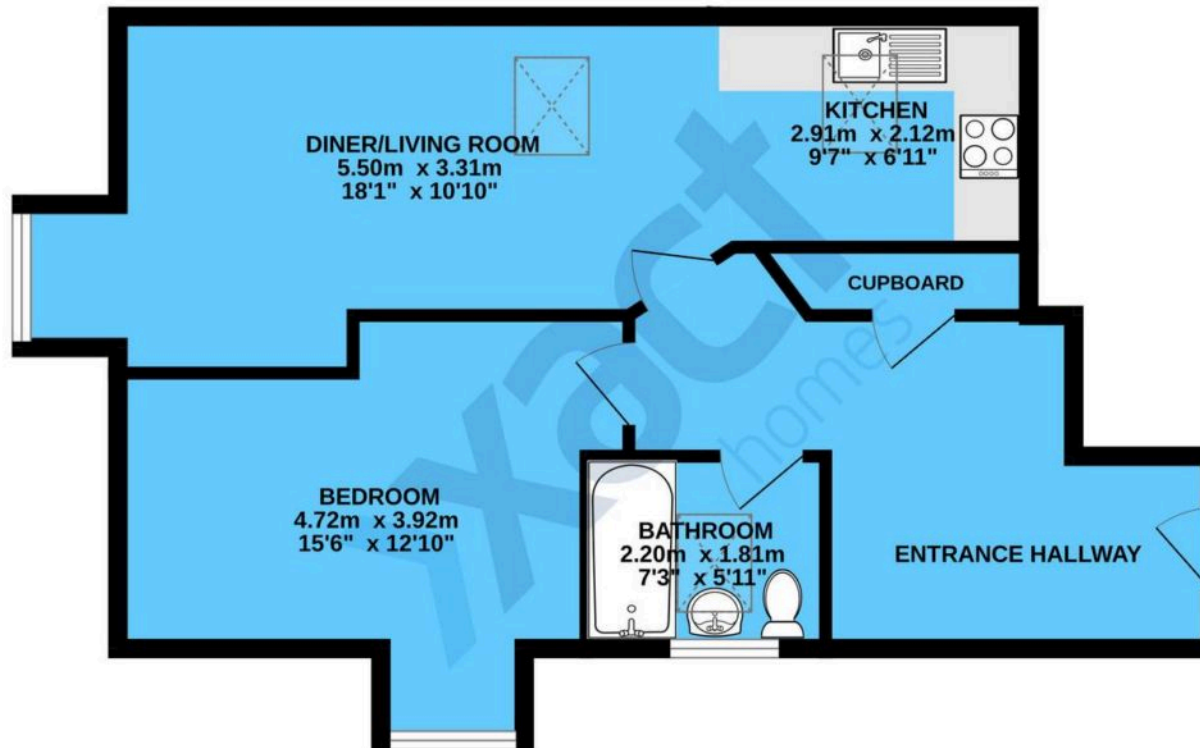 DINER/LIVING ROOM
5.50m x 3.31m
18'1" x 10'10"
KITCHEN
2.91m x 2.12m
9'7" x 6'11"
CUPBOARD
BEDROOM
4.72m x 3.92m
15'6" x 12'10"
BATHROOM
2.20m x 1.81m
7'3" x 5'11"
ENTRANCE HALLWAY
xact
homes